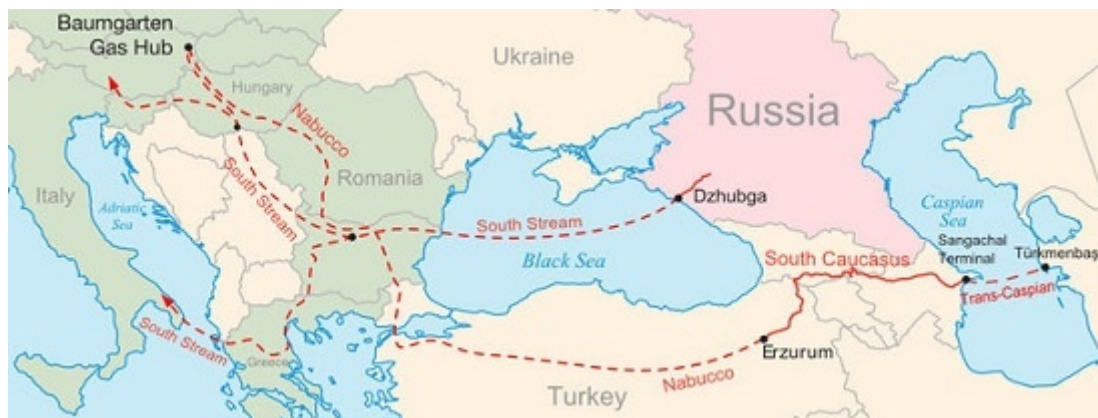 Baumgarten
Gas Hub
Ukraine
Hungary
Russia
Nabucco
Italy
South Stream
Romania
Dzhubga
Caspian
Sea
Adriatic
Sea
South Stream
Sangachal
Terminal
Türkmenbaş
Black Sea
South Caucasus
Trans-Caspian
South Stream
Greece
Erzurum
Nabucco
Turkey